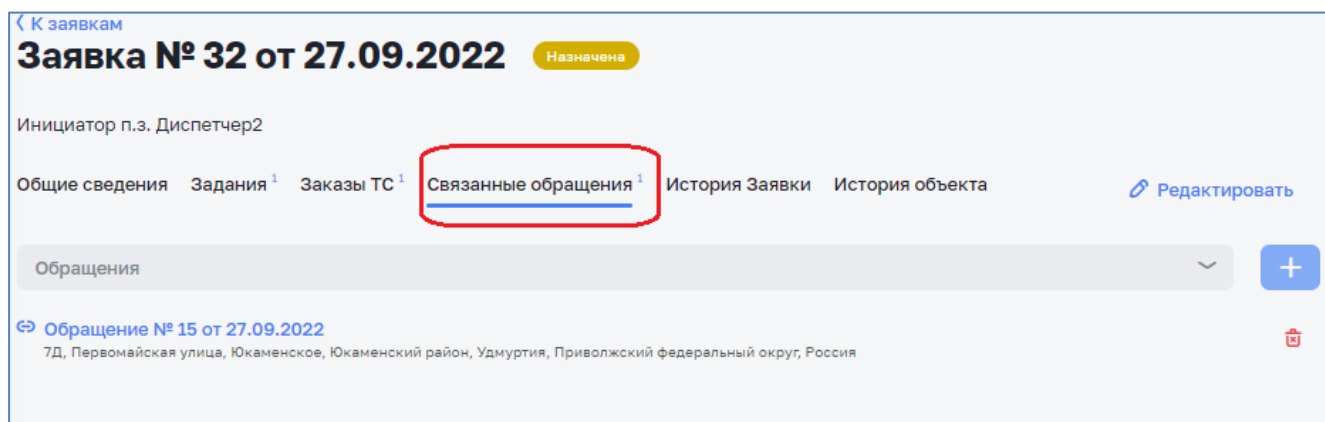 К заявкам
Заявка № 32 от 27.09.2022 Назначена
Инициатор п.з. Диспетчер2
Общие сведения Задания 1 Заказы ТС 1 Связанные обращения 1 История Заявки История объекта Редактировать
Обращения
Обращение № 15 от 27.09.2022
7Д, Первомайская улица, Юкаменское, Юкаменский район, Удмуртия, Приволжский федеральный округ, Россия